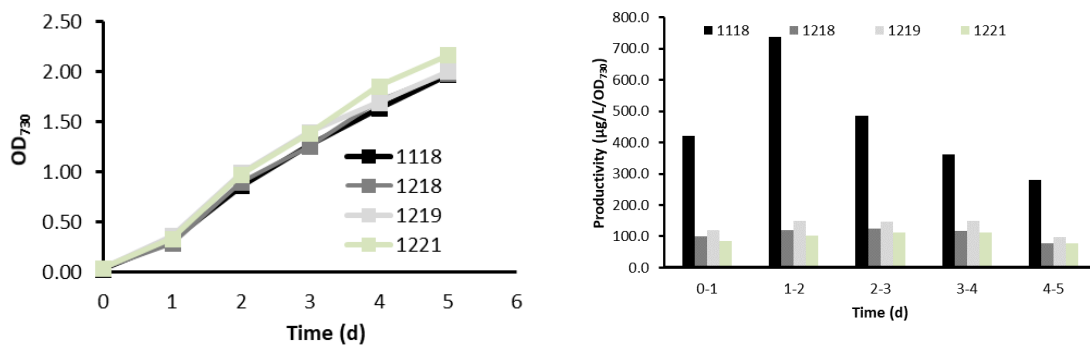 2.50
2.00
1.50
1.00
0.50
0.00
OD730
0 1 2 3 4 5 6
Time (d)
1118
1218
1219
1221
800.0
700.0
600.0
500.0
400.0
300.0
200.0
100.0
0.0
Productivity (µg/L/OD730)
1118 1218 1219 1221
0-1 1-2 2-3 3-4 4-5
Time (d)